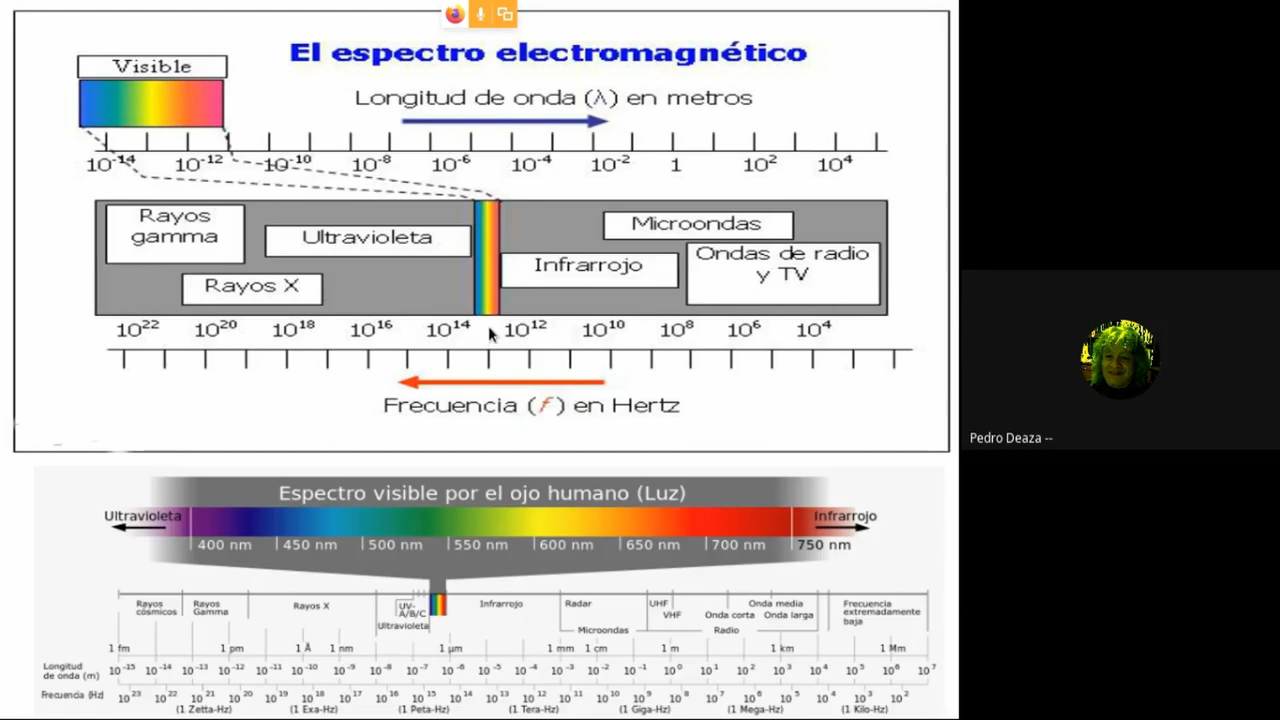 El espectro electromagnético
Visible
Longitud de onda (λ) en metros
10⁻¹⁴ 10⁻¹² 10⁻¹⁰ 10⁻⁸ 10⁻⁶ 10⁻⁴ 10⁻² 1 10² 10⁴
Rayos gamma
Ultravioleta
Rayos X
Microondas
Infrarrojo
Ondas de radio y TV
10²² 10²⁰ 10¹⁸ 10¹⁶ 10¹⁴ 10¹² 10¹⁰ 10⁸ 10⁶ 10⁴
Frecuencia (f) en Hertz
Pedro Deaza --
Espectro visible por el ojo humano (Luz)
Ultravioleta
Infrarrojo
400 nm 450 nm 500 nm 550 nm 600 nm 650 nm 700 nm 750 nm
Rayos cósmicos
Rayos Gamma
Rayos X
UV-A/B/C
Ultravioleta
Infrarrojo
Radar
Microondas
UHF
VHF
Onda corta
Onda media
Onda larga
Radio
Frecuencia extremadamente baja
1 fm 1 pm 1 Å 1 nm 1 μm 1 mm 1 cm 1 m 1 km 1 Mm
Longitud de onda (m)
10⁻¹⁵ 10⁻¹⁴ 10⁻¹³ 10⁻¹² 10⁻¹¹ 10⁻¹⁰ 10⁻⁹ 10⁻⁸ 10⁻⁷ 10⁻⁶ 10⁻⁵ 10⁻⁴ 10⁻³ 10⁻² 10⁻¹ 10⁰ 10¹ 10² 10³ 10⁴ 10⁵ 10⁶ 10⁷
Frecuencia (Hz)
10²³ 10²² 10²¹ 10²⁰ 10¹⁹ 10¹⁸ 10¹⁷ 10¹⁶ 10¹⁵ 10¹⁴ 10¹³ 10¹² 10¹¹ 10¹⁰ 10⁹ 10⁸ 10⁷ 10⁶ 10⁵ 10⁴ 10³ 10²
(1 Zetta-Hz) (1 Exa-Hz) (1 Peta-Hz) (1 Tera-Hz) (1 Giga-Hz) (1 Mega-Hz) (1 Kilo-Hz)